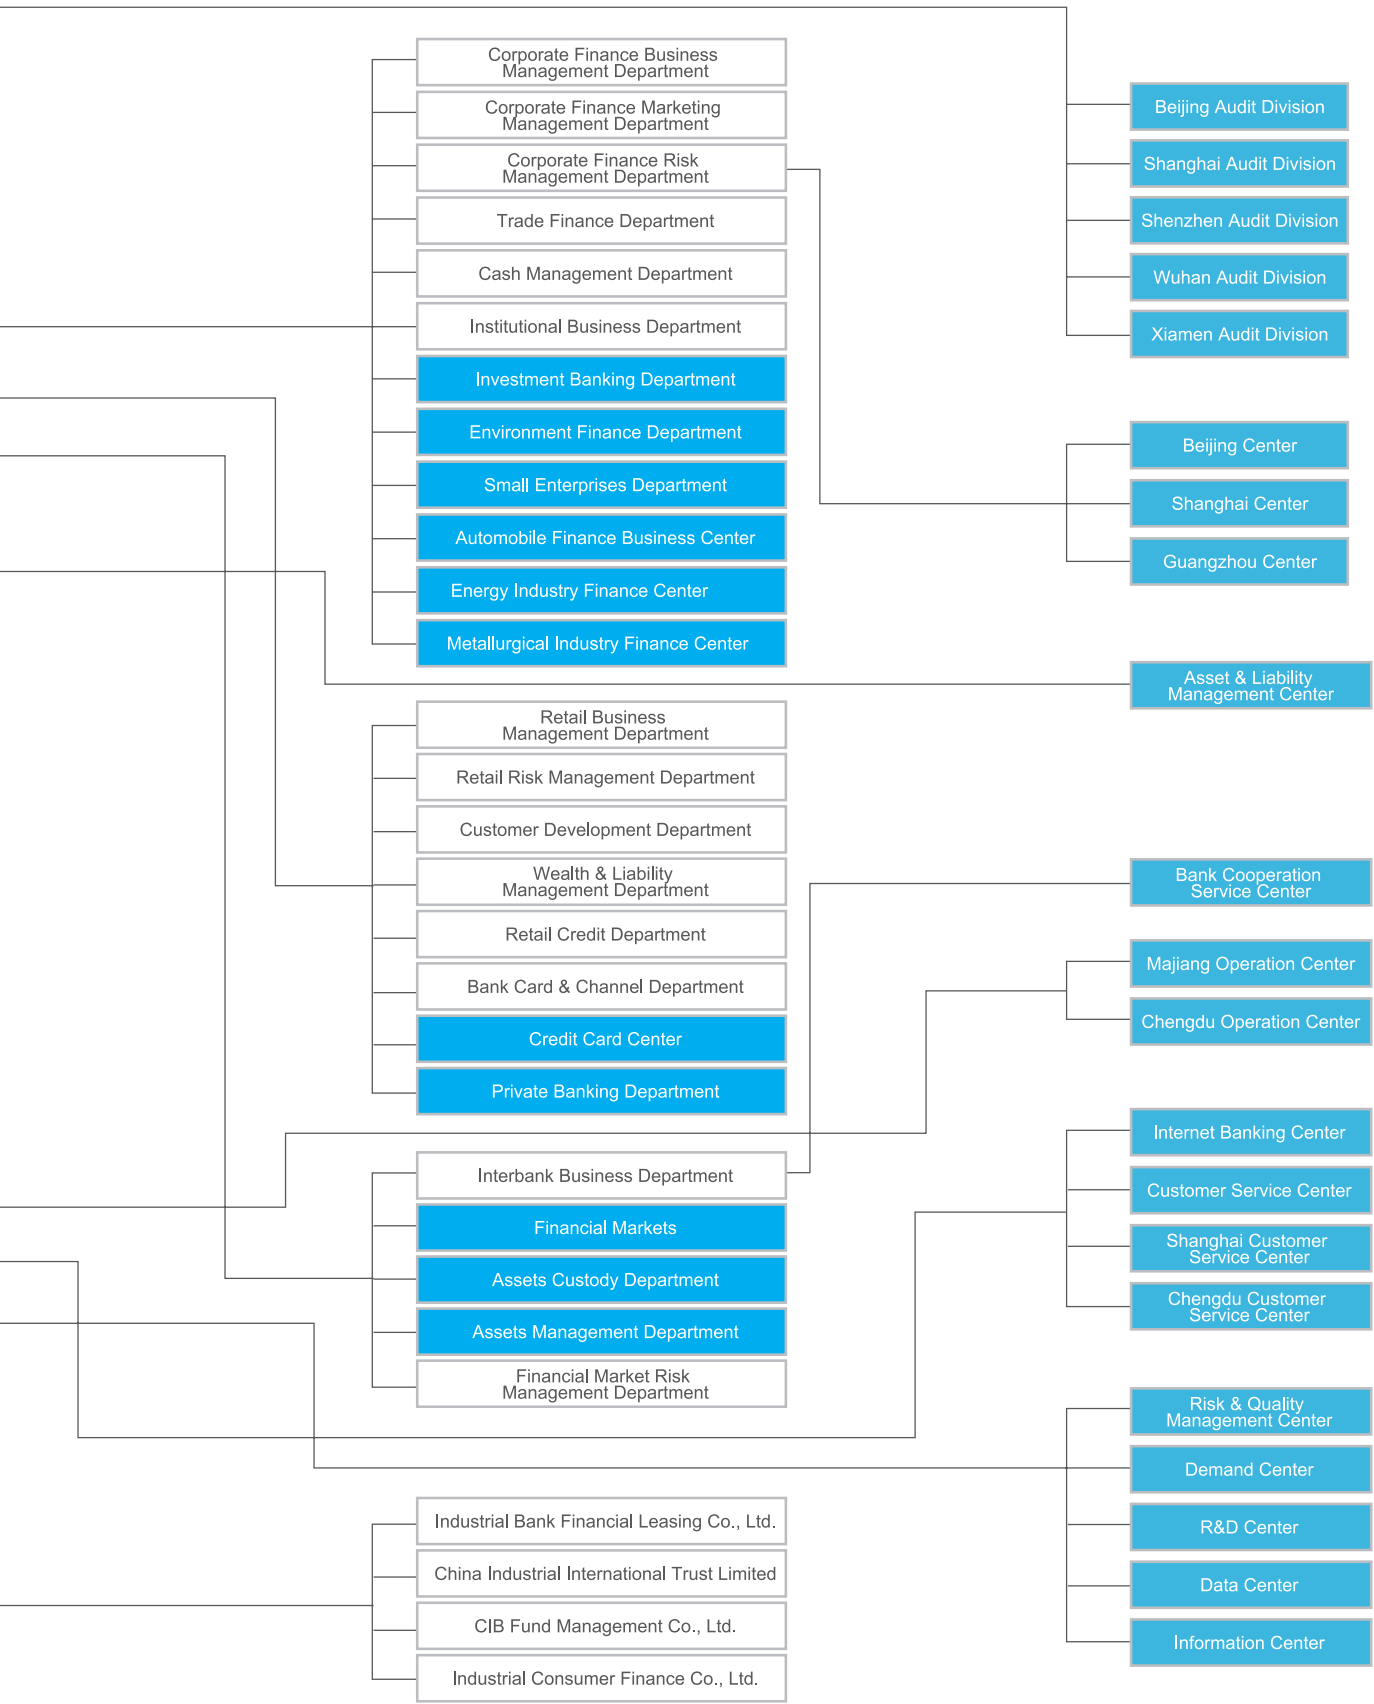 Corporate Finance Business
Management Department
Corporate Finance Marketing
Management Department
Corporate Finance Risk
Management Department
Trade Finance Department
Cash Management Department
Institutional Business Department
Investment Banking Department
Environment Finance Department
Small Enterprises Department
Automobile Finance Business Center
Energy Industry Finance Center
Metallurgical Industry Finance Center
Retail Business
Management Department
Retail Risk Management Department
Customer Development Department
Wealth & Liability
Management Department
Retail Credit Department
Bank Card & Channel Department
Credit Card Center
Private Banking Department
Interbank Business Department
Financial Markets
Assets Custody Department
Assets Management Department
Financial Market Risk
Management Department
Industrial Bank Financial Leasing Co., Ltd.
China Industrial International Trust Limited
CIB Fund Management Co., Ltd.
Industrial Consumer Finance Co., Ltd.
Beijing Audit Division
Shanghai Audit Division
Shenzhen Audit Division
Wuhan Audit Division
Xiamen Audit Division
Beijing Center
Shanghai Center
Guangzhou Center
Asset & Liability
Management Center
Bank Cooperation
Service Center
Majiang Operation Center
Chengdu Operation Center
Internet Banking Center
Customer Service Center
Shanghai Customer
Service Center
Chengdu Customer
Service Center
Risk & Quality
Management Center
Demand Center
R&D Center
Data Center
Information Center